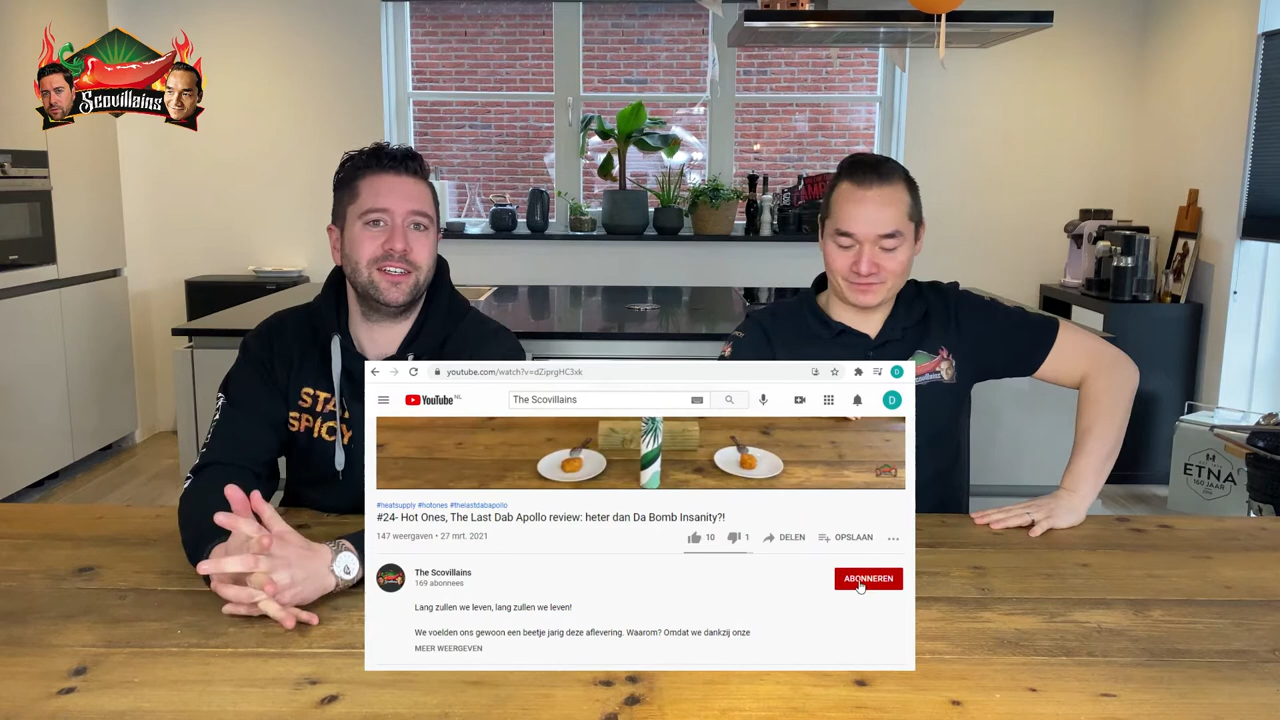 Scovillains
STAY
SPICY
ETNA
160 JAAR
youtube.com/watch?v=dZiprgHC3xk
YouTube NL
The Scovillains
D
#heatsupply #hotones #thelastdabapollo
#24- Hot Ones, The Last Dab Apollo review: heter dan Da Bomb Insanity?!
147 weergaven • 27 mrt. 2021
10
1
DELEN
OPSLAAN
The Scovillains
169 abonnees
ABONNEREN
Lang zullen we leven, lang zullen we leven!
We voelden ons gewoon een beetje jarig deze aflevering. Waarom? Omdat we dankzij onze
MEER WEERGEVEN